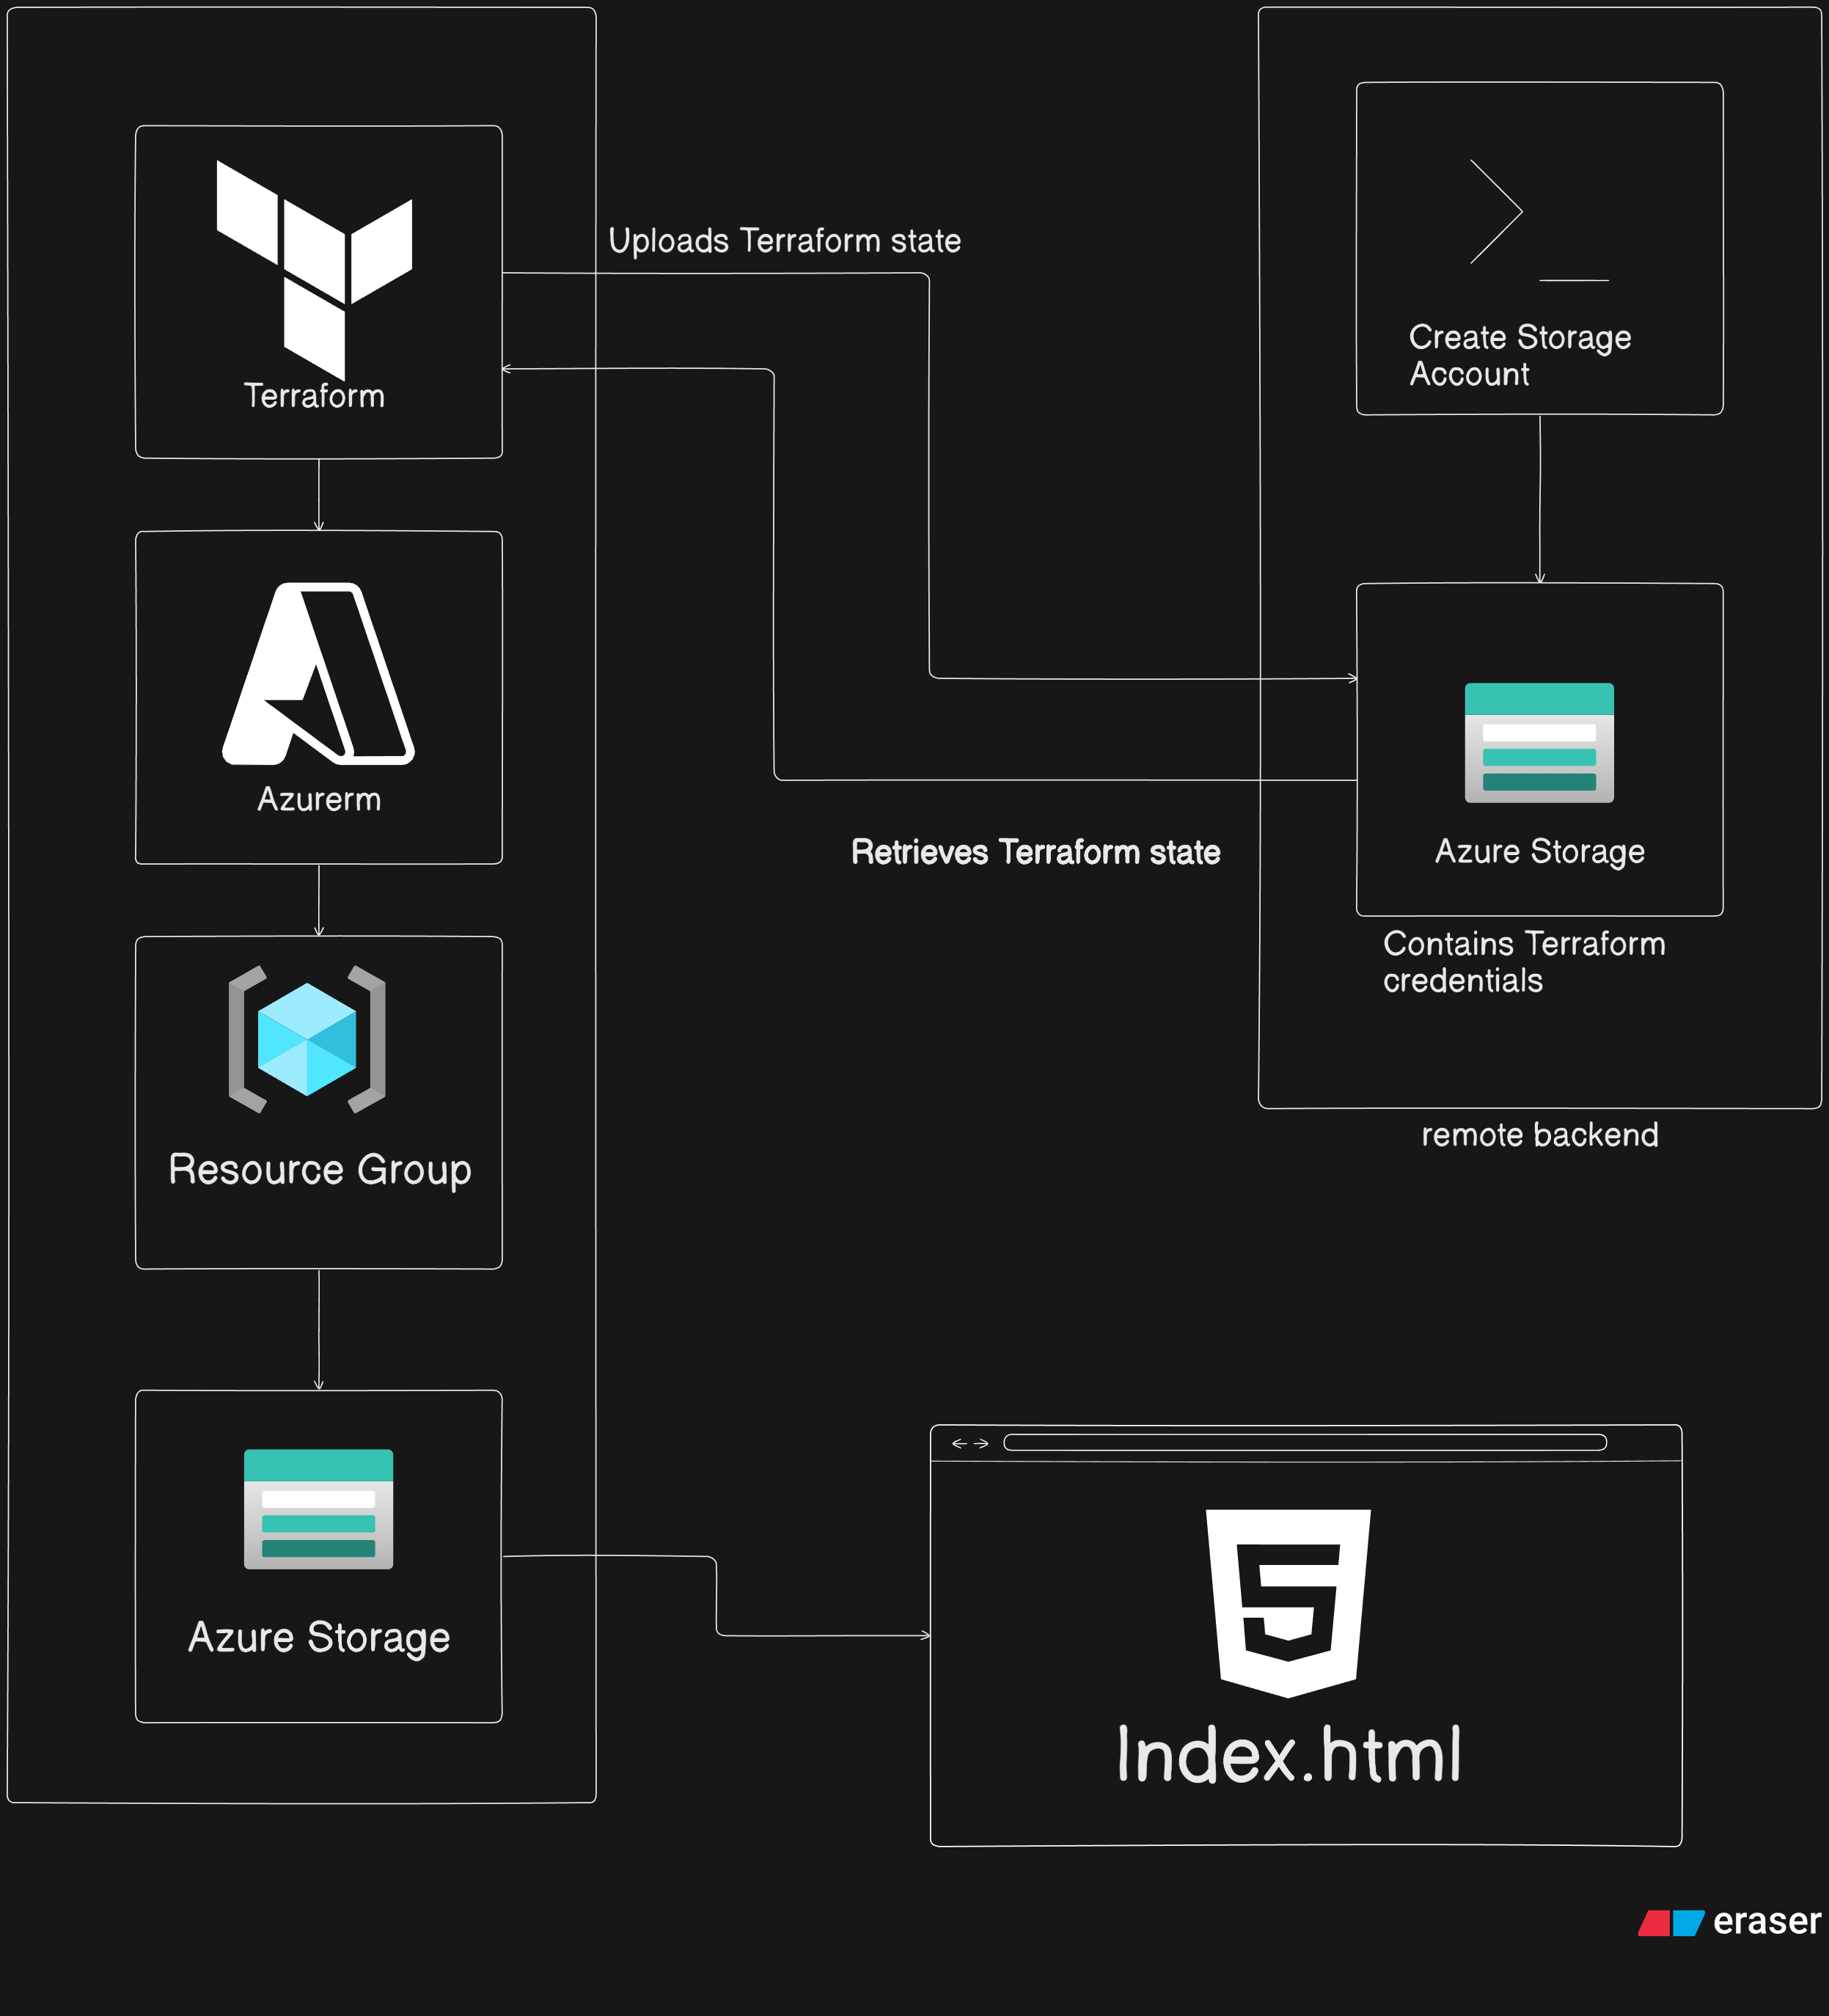 Terraform
Uploads Terraform state
Create Storage
Account
Azurerm
Azure Storage
Retrieves Terraform state
Contains Terraform
credentials
remote backend
Resource Group
Azure Storage
Index.html
eraser